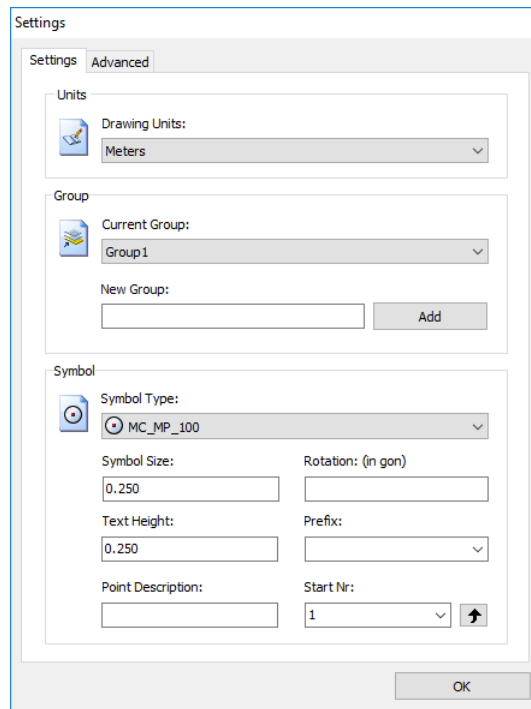 Settings
Settings Advanced
Units
Drawing Units:
Meters
Group
Current Group:
Group1
New Group:
Add
Symbol
Symbol Type:
MC_MP_100
Symbol Size: Rotation: (in gon)
0.250
Text Height: Prefix:
0.250
Point Description: Start Nr:
1
OK